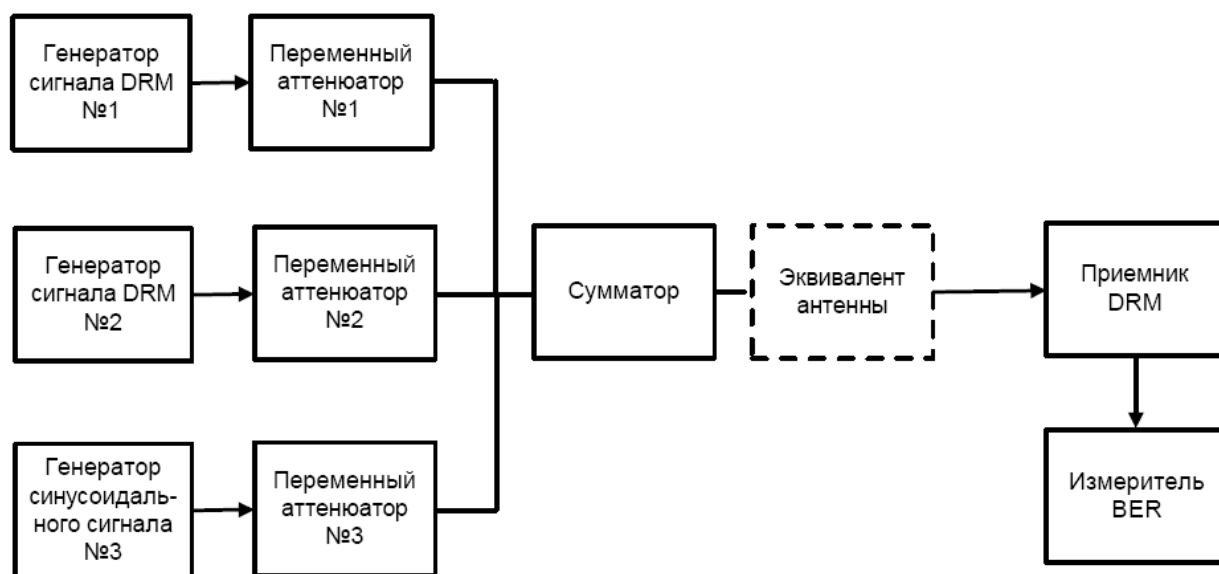 Генератор
сигнала DRM
№1
Переменный
аттенюатор
№1
Генератор
сигнала DRM
№2
Переменный
аттенюатор
№2
Сумматор
Эквивалент
антенны
Приемник
DRM
Генератор
синусоидаль-
ного сигнала
№3
Переменный
аттенюатор
№3
Измеритель
BER